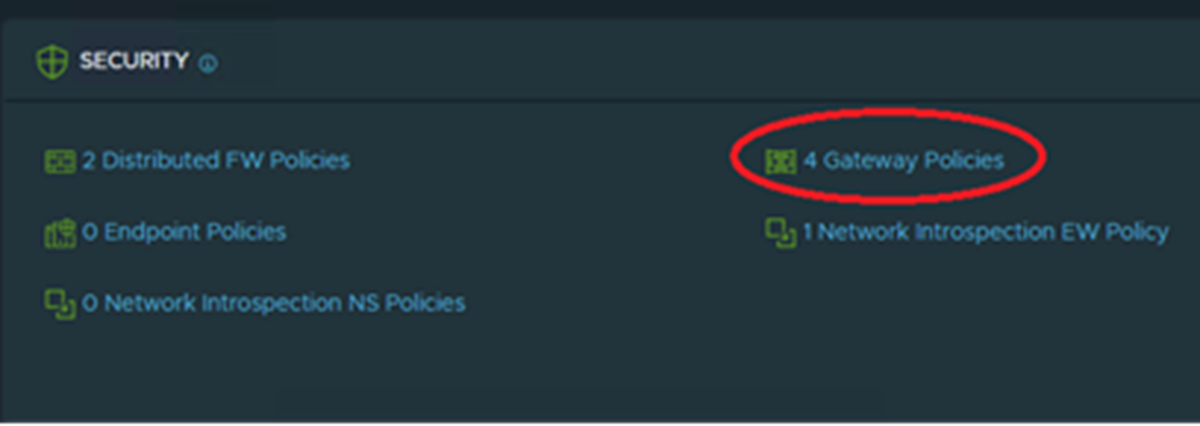 SECURITY
2 Distributed FW Policies
4 Gateway Policies
0 Endpoint Policies
1 Network Introspection EW Policy
0 Network Introspection NS Policies